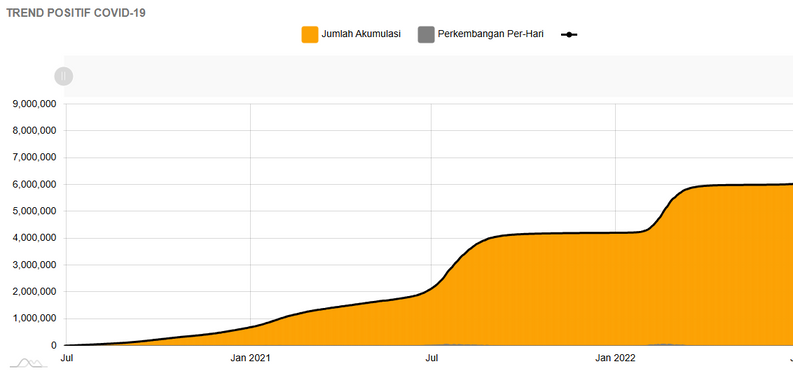 TREND POSITIF COVID-19
Jumlah Akumulasi
Perkembangan Per-Hari
9,000,000
8,000,000
7,000,000
6,000,000
5,000,000
4,000,000
3,000,000
2,000,000
1,000,000
0
Jul
Jan 2021
Jul
Jan 2022